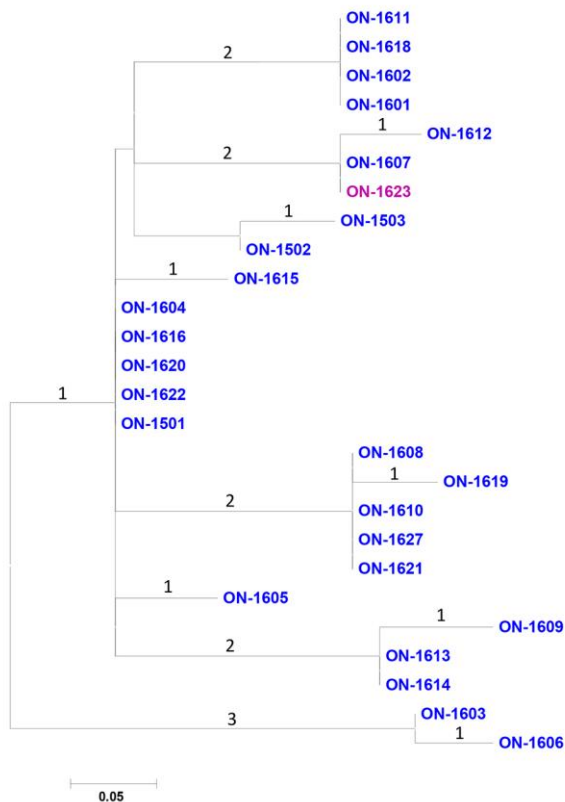 ON-1611
ON-1618
2
ON-1602
ON-1601
1
ON-1612
2
ON-1607
ON-1623
1
ON-1503
ON-1502
1
ON-1615
ON-1604
ON-1616
ON-1620
1
ON-1622
ON-1501
ON-1608
1
ON-1619
2
ON-1610
ON-1627
ON-1621
1
ON-1605
1
ON-1609
2
ON-1613
ON-1614
3
ON-1603
1
ON-1606
0.05